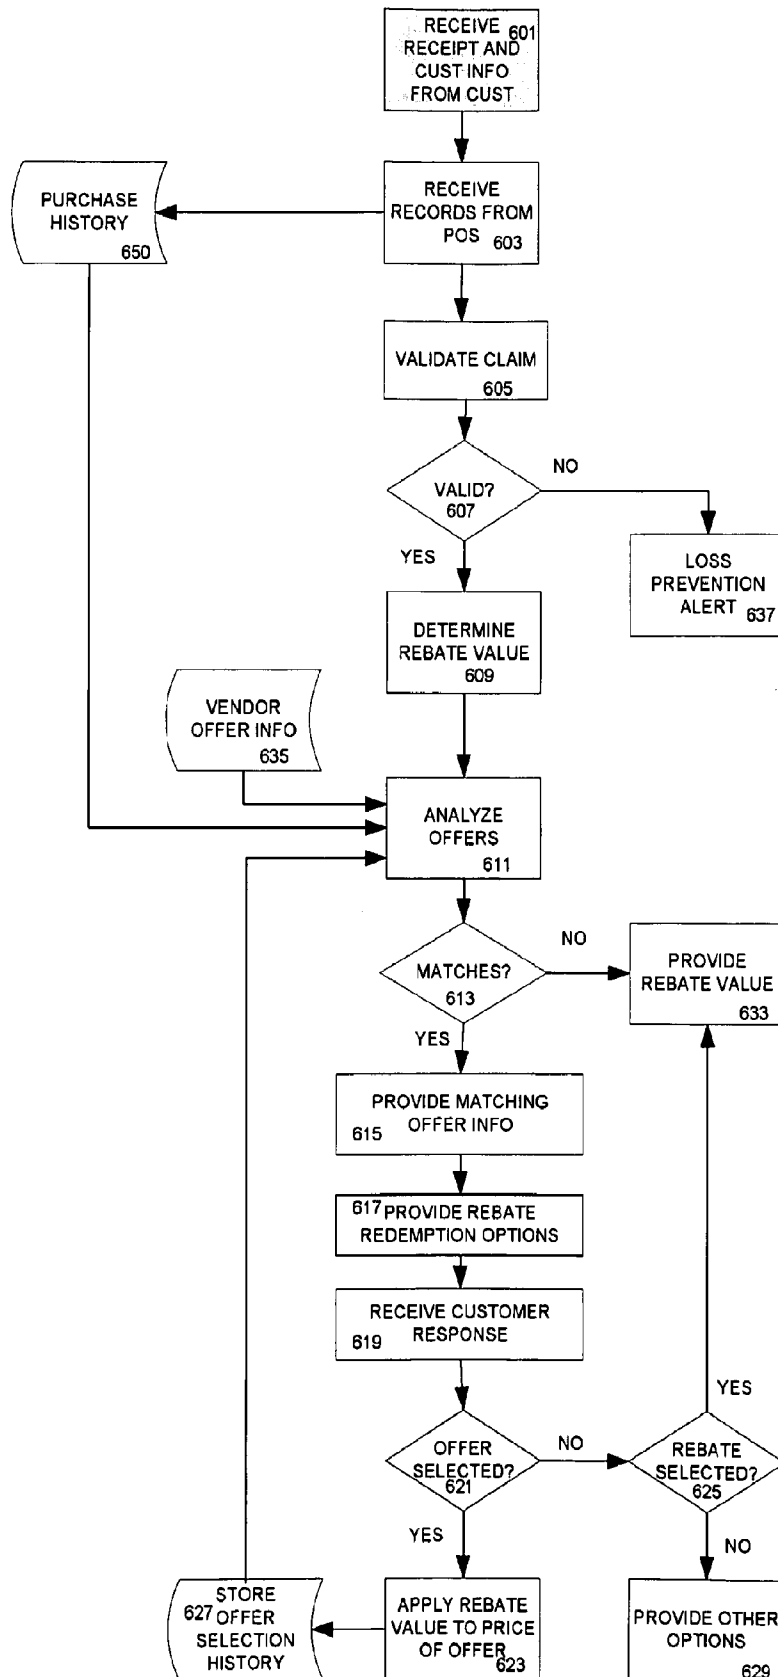 RECEIVE 601
RECEIPT AND
CUST INFO
FROM CUST
PURCHASE
HISTORY
650
RECEIVE
RECORDS FROM
POS 603
VALIDATE CLAIM
605
VALID?
607
NO
YES
LOSS
PREVENTION
ALERT 637
DETERMINE
REBATE VALUE
609
VENDOR
OFFER INFO
635
ANALYZE
OFFERS
611
MATCHES?
613
NO
YES
PROVIDE
REBATE VALUE
633
PROVIDE MATCHING
OFFER INFO
615
617 PROVIDE REBATE
REDEMPTION OPTIONS
RECEIVE CUSTOMER
RESPONSE
619
OFFER
SELECTED?
621
NO
YES
REBATE
SELECTED?
625
YES
NO
STORE
627 OFFER
SELECTION
HISTORY
APPLY REBATE
VALUE TO PRICE
OF OFFER 623
PROVIDE OTHER
OPTIONS
629